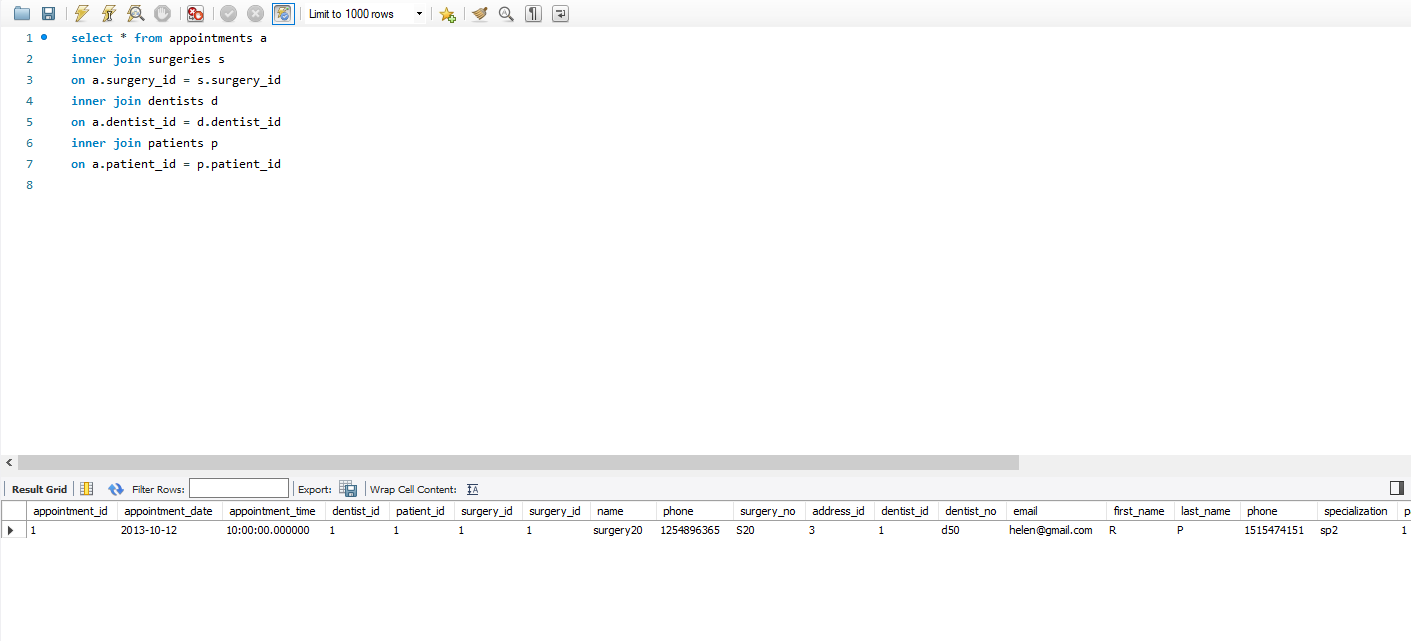 Limit to 1000 rows
1 select * from appointments a
2 inner join surgeries s
3 on a.surgery_id = s.surgery_id
4 inner join dentists d
5 on a.dentist_id = d.dentist_id
6 inner join patients p
7 on a.patient_id = p.patient_id
8
Result Grid Filter Rows: Export: Wrap Cell Content:
appointment_id appointment_date appointment_time dentist_id patient_id surgery_id surgery_id name phone surgery_no address_id dentist_id dentist_no email first_name last_name phone specialization p
1 2013-10-12 10:00:00.000000 1 1 1 1 surgery20 1254896365 S20 3 1 d50 helen@gmail.com R P 1515474151 sp2 1